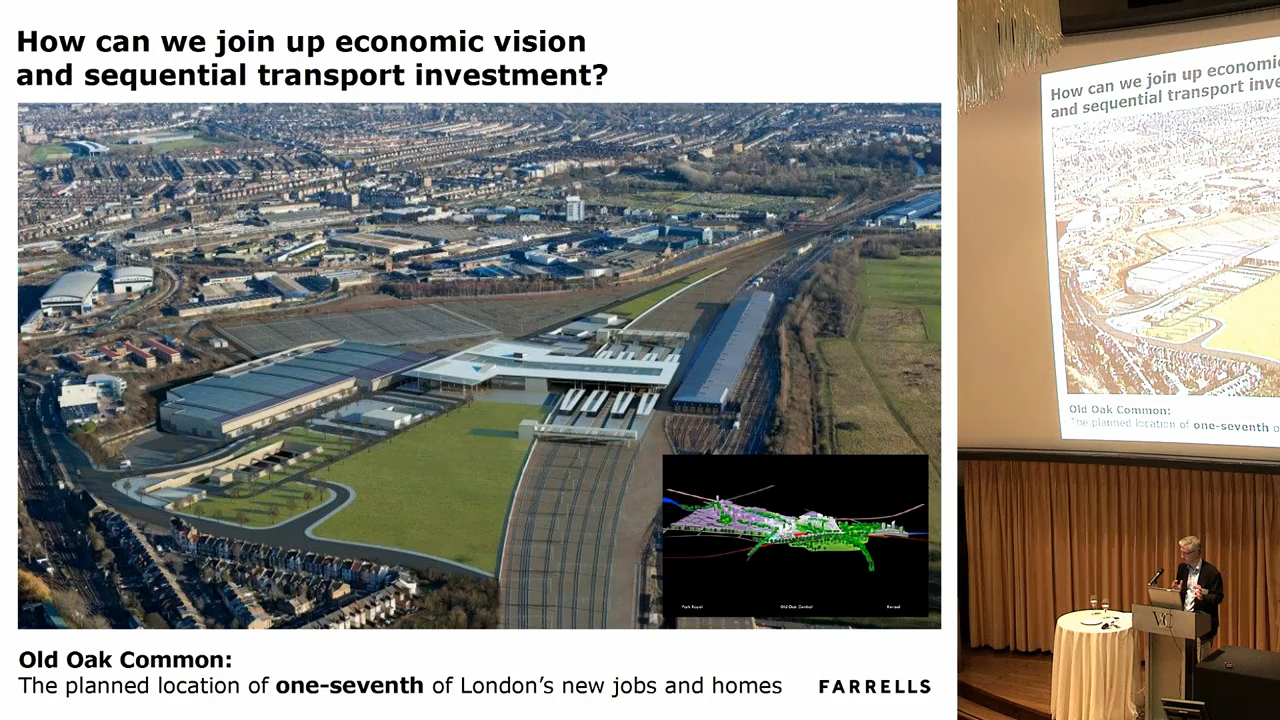 How can we join up economic vision
and sequential transport investment?
Park Royal
Old Oak Central
Kensal
Old Oak Common:
The planned location of one-seventh of London's new jobs and homes
FARRELLS
How can we join up economic
and sequential transport inve
Old Oak Common:
The planned location of one-seventh o